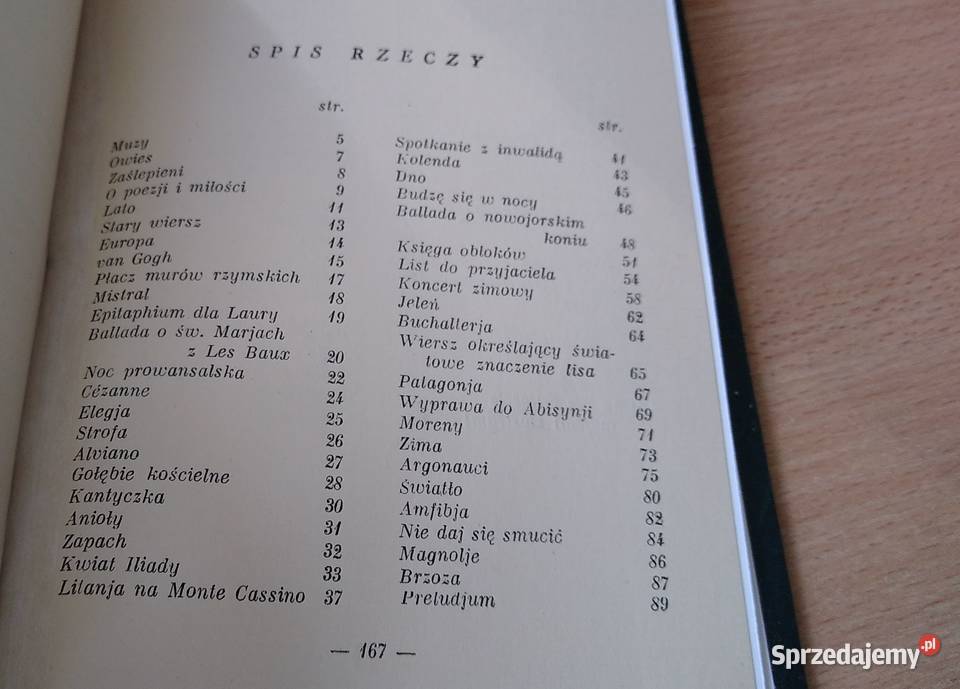 SPIS RZECZY
str.
Muzy 5
Owies 7
Zaślepieni 8
O poezji i miłości 9
Lato 11
Stary wiersz 13
Europa 14
van Gogh 15
Płacz murów rzymskich 17
Mistral 18
Epitaphium dla Laury 19
Ballada o św. Marjach
z Les Baux 20
Noc prowansalska 22
Cézanne 24
Elegja 25
Strofa 26
Alviano 27
Gołębie kościelne 28
Kantyczka 30
Anioły 31
Zapach 32
Kwiat Iliady 33
Litanja na Monte Cassino 37
str.
Spotkanie z inwalidą 41
Kolenda 43
Dno 45
Budzę się w nocy 46
Ballada o nowojorskim
koniu 48
Księga obłoków 51
List do przyjaciela 54
Koncert zimowy 58
Jeleń 62
Buchalterja 64
Wiersz określający świa-
towe znaczenie lisa 65
Patagonja 67
Wyprawa do Abisynji 69
Moreny 71
Zima 73
Argonauci 75
Światło 80
Amfibja 82
Nie daj się smucić 84
Magnolje 86
Brzoza 87
Preludjum 89
— 167 —
Sprzedajemy.pl